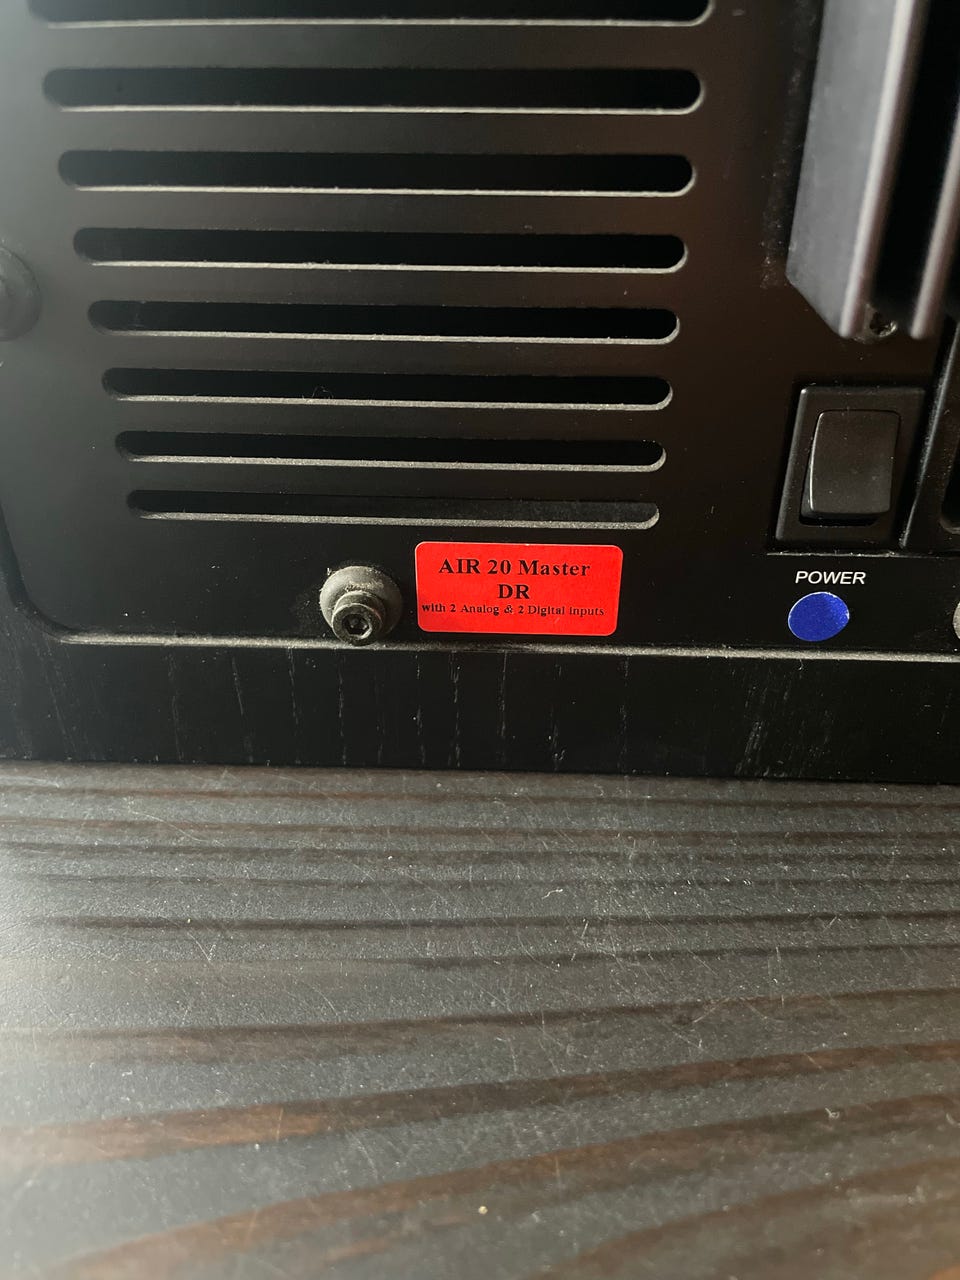 AIR 20 Master
DR
with 2 Analog & 2 Digital inputs
POWER